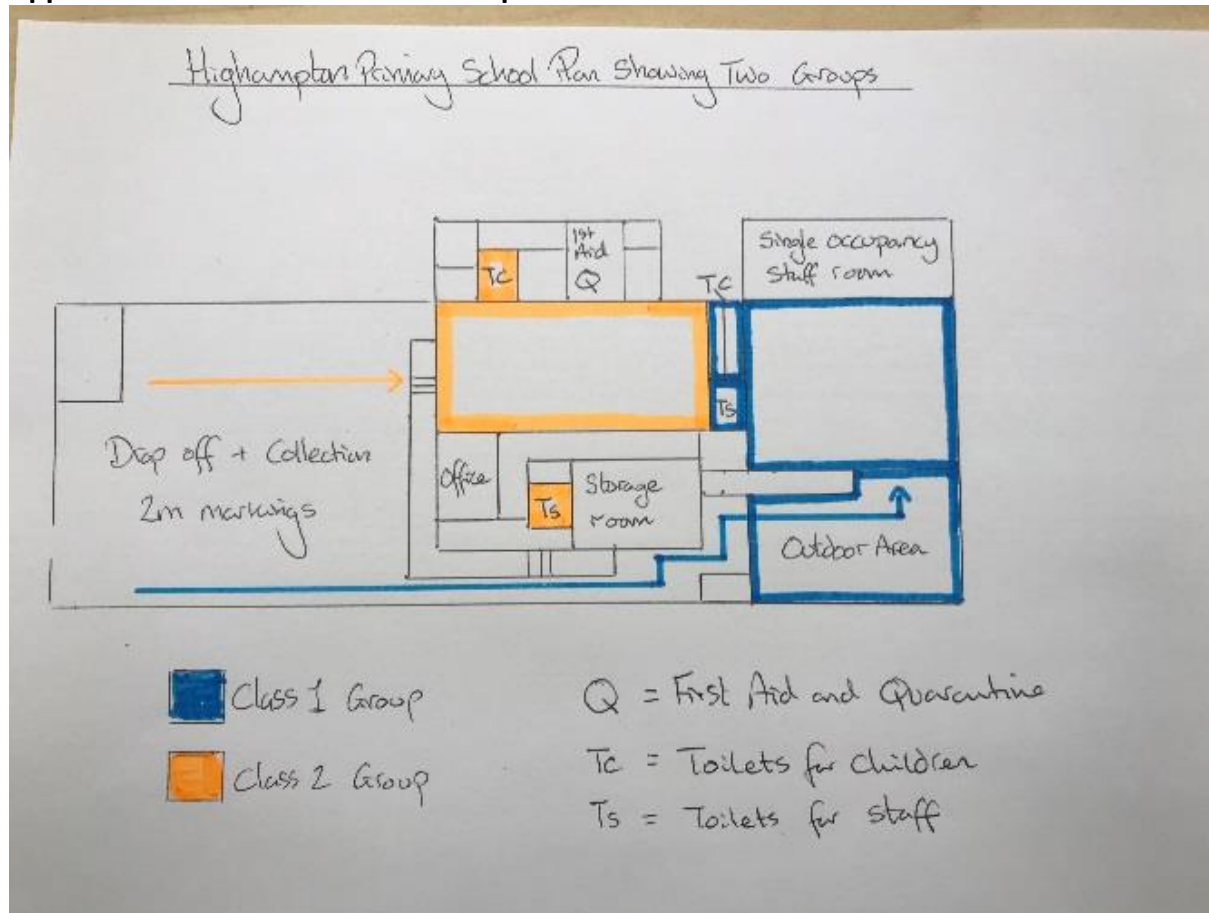 Highampton Primary School Plan Showing Two Groups
1st
Aid
Q
Tc
Tc
Single occupancy
Staff room
Ts
Drop off + Collection
2m markings
Office
Ts
Storage
room
Outdoor Area
Class 1 Group
Class 2 Group
Q = First Aid and Quarantine
Tc = Toilets for children
Ts = Toilets for staff